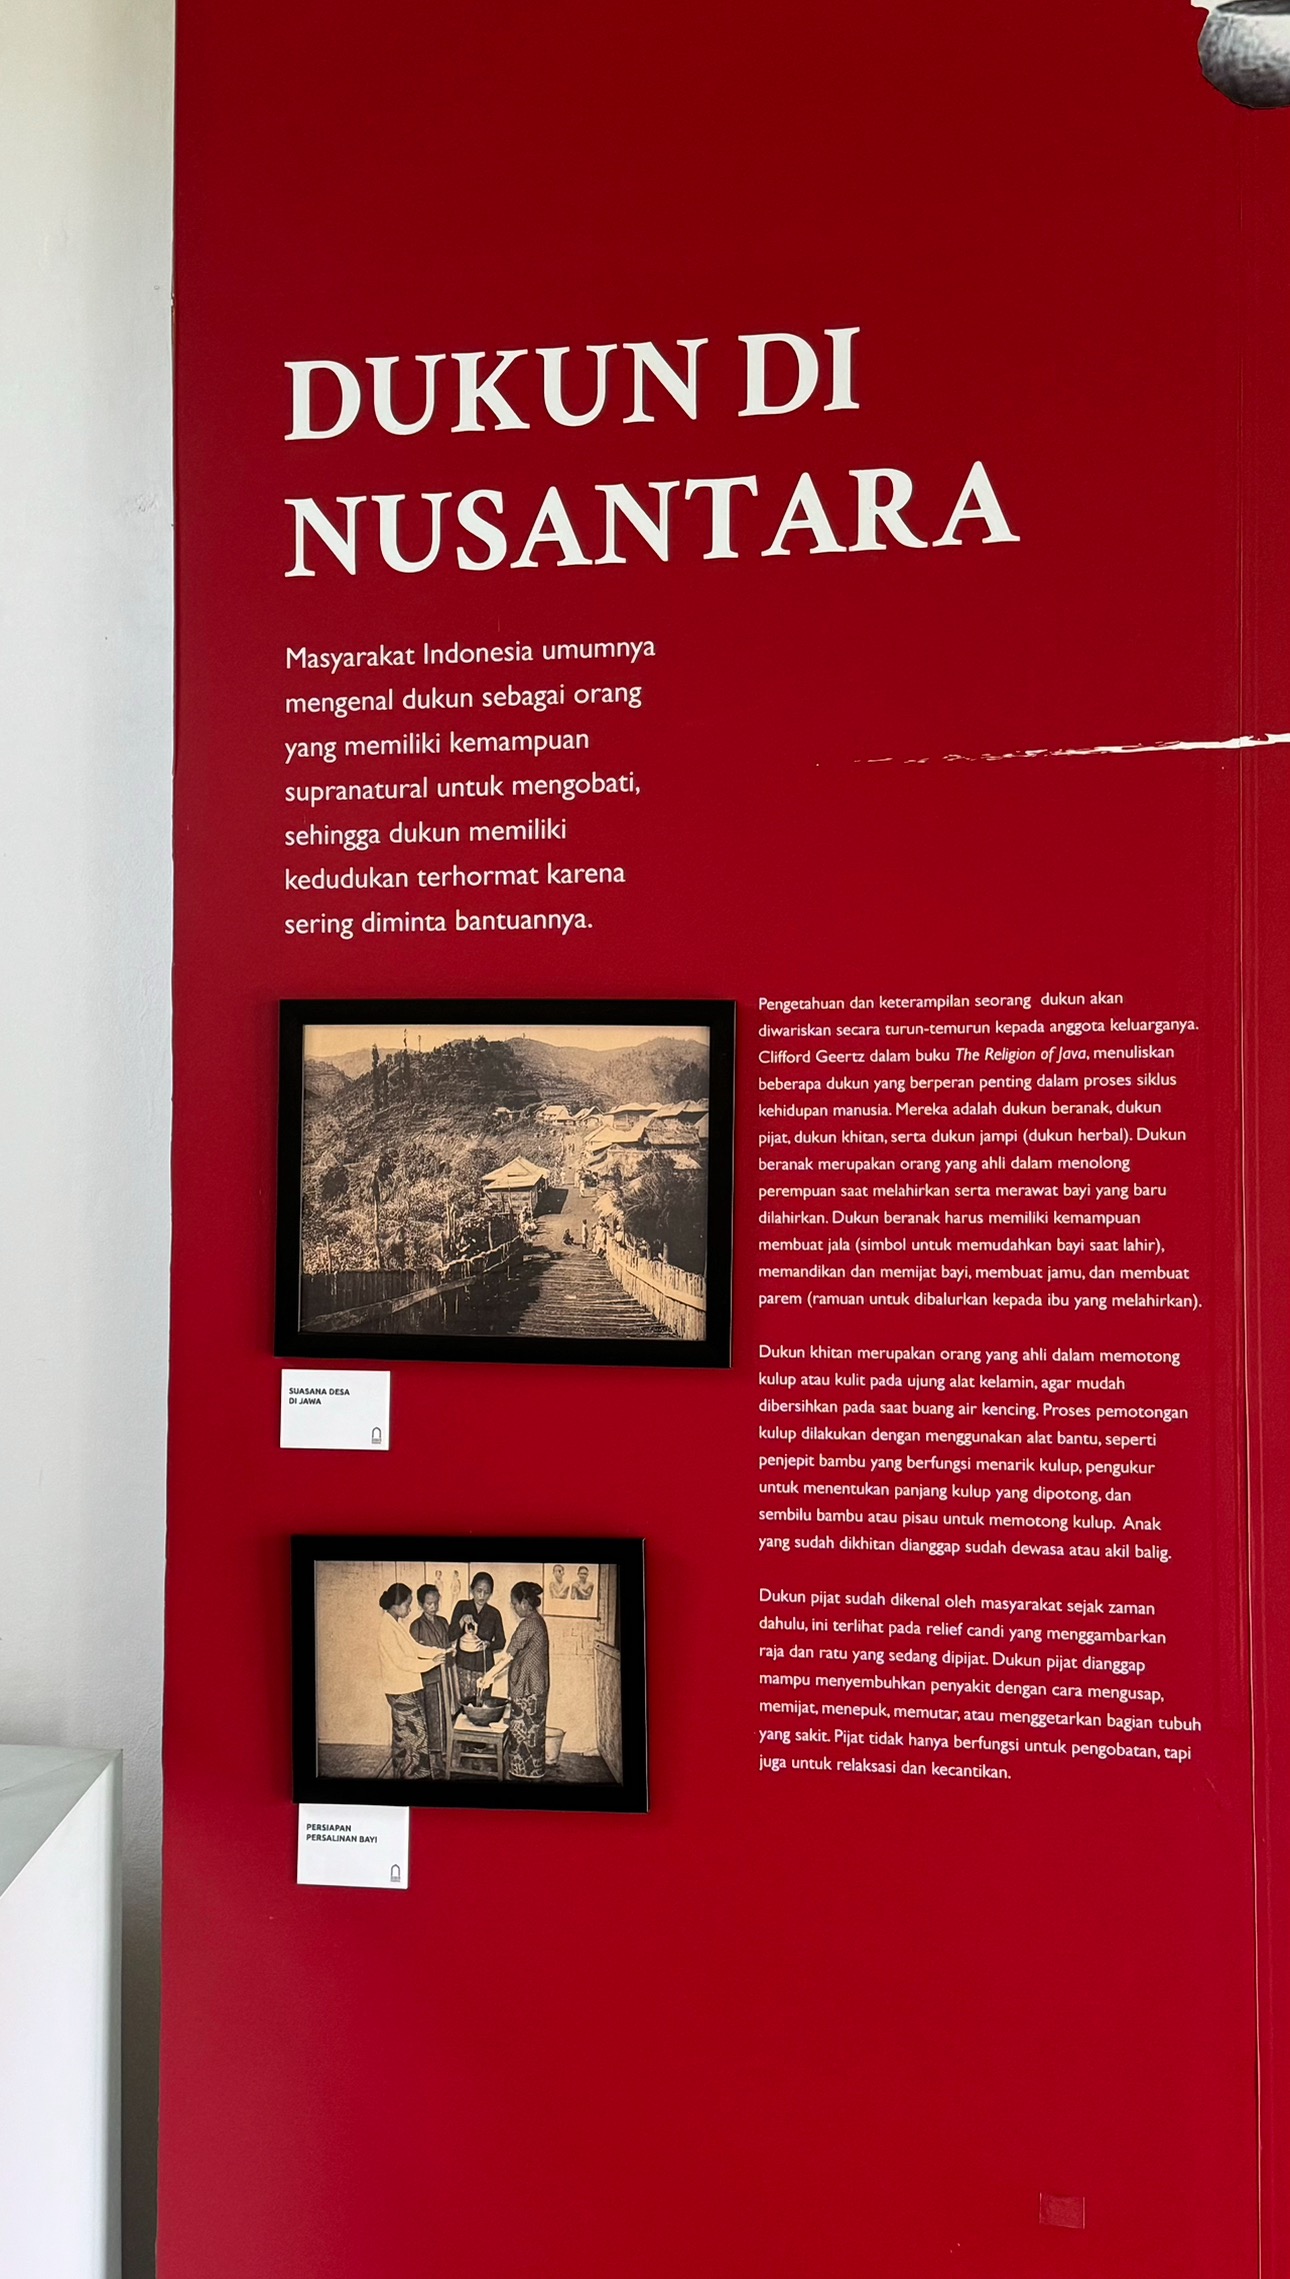 DUKUN DI
NUSANTARA
Masyarakat Indonesia umumnya
mengenal dukun sebagai orang
yang memiliki kemampuan
supranatural untuk mengobati,
sehingga dukun memiliki
kedudukan terhormat karena
sering diminta bantuannya.
Pengetahuan dan keterampilan seorang dukun akan
diwariskan secara turun-temurun kepada anggota keluarganya.
Clifford Geertz dalam buku The Religion of Java, menuliskan
beberapa dukun yang berperan penting dalam proses siklus
kehidupan manusia. Mereka adalah dukun beranak, dukun
pijat, dukun khitan, serta dukun jampi (dukun herbal). Dukun
beranak merupakan orang yang ahli dalam menolong
perempuan saat melahirkan serta merawat bayi yang baru
dilahirkan. Dukun beranak harus memiliki kemampuan
membuat jala (simbol untuk memudahkan bayi saat lahir),
memandikan dan memijat bayi, membuat jamu, dan membuat
parem (ramuan untuk dibalurkan kepada ibu yang melahirkan).
Dukun khitan merupakan orang yang ahli dalam memotong
kulup atau kulit pada ujung alat kelamin, agar mudah
dibersihkan pada saat buang air kencing. Proses pemotongan
kulup dilakukan dengan menggunakan alat bantu, seperti
penjepit bambu yang berfungsi menarik kulup, pengukur
untuk menentukan panjang kulup yang dipotong, dan
sembilu bambu atau pisau untuk memotong kulup. Anak
yang sudah dikhitan dianggap sudah dewasa atau akil balig.
Dukun pijat sudah dikenal oleh masyarakat sejak zaman
dahulu, ini terlihat pada relief candi yang menggambarkan
raja dan ratu yang sedang dipijat. Dukun pijat dianggap
mampu menyembuhkan penyakit dengan cara mengusap,
memijat, menepuk, memutar, atau menggetarkan bagian tubuh
yang sakit. Pijat tidak hanya berfungsi untuk pengobatan, tapi
juga untuk relaksasi dan kecantikan.
SUASANA DESA
DI JAWA
PERSIAPAN
PERSALINAN BAYI